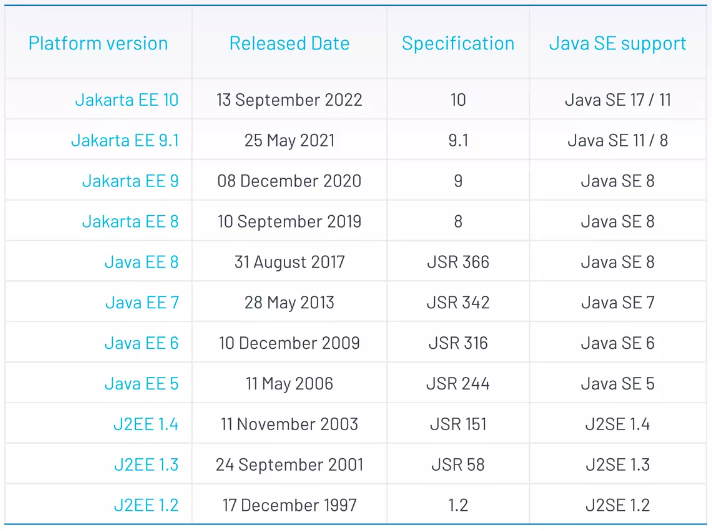 Platform version Released Date Specification Java SE support
Jakarta EE 10 13 September 2022 10 Java SE 17 / 11
Jakarta EE 9.1 25 May 2021 9.1 Java SE 11 / 8
Jakarta EE 9 08 December 2020 9 Java SE 8
Jakarta EE 8 10 September 2019 8 Java SE 8
Java EE 8 31 August 2017 JSR 366 Java SE 8
Java EE 7 28 May 2013 JSR 342 Java SE 7
Java EE 6 10 December 2009 JSR 316 Java SE 6
Java EE 5 11 May 2006 JSR 244 Java SE 5
J2EE 1.4 11 November 2003 JSR 151 J2SE 1.4
J2EE 1.3 24 September 2001 JSR 58 J2SE 1.3
J2EE 1.2 17 December 1997 1.2 J2SE 1.2